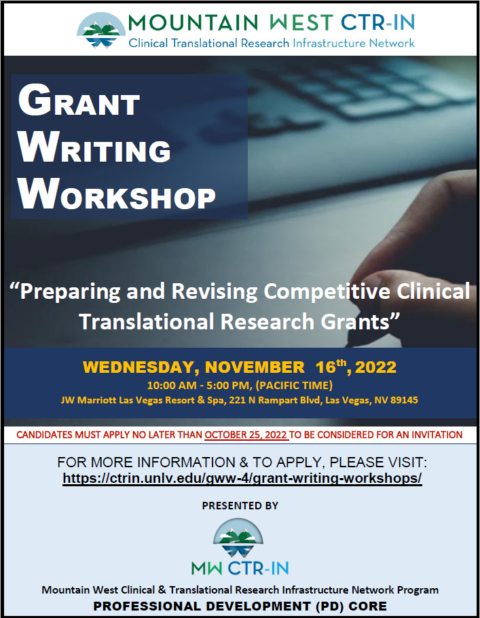 MOUNTAIN WEST CTR-IN
Clinical Translational Research Infrastructure Network
GRANT
WRITING
WORKSHOP
“Preparing and Revising Competitive Clinical
Translational Research Grants”
WEDNESDAY, NOVEMBER 16th, 2022
10:00 AM - 5:00 PM, (PACIFIC TIME)
JW Marriott Las Vegas Resort & Spa, 221 N Rampart Blvd, Las Vegas, NV 89145
CANDIDATES MUST APPLY NO LATER THAN OCTOBER 25, 2022 TO BE CONSIDERED FOR AN INVITATION
FOR MORE INFORMATION & TO APPLY, PLEASE VISIT:
https://ctrin.unlv.edu/gww-4/grant-writing-workshops/
PRESENTED BY
MW CTR-IN
Mountain West Clinical & Translational Research Infrastructure Network Program
PROFESSIONAL DEVELOPMENT (PD) CORE